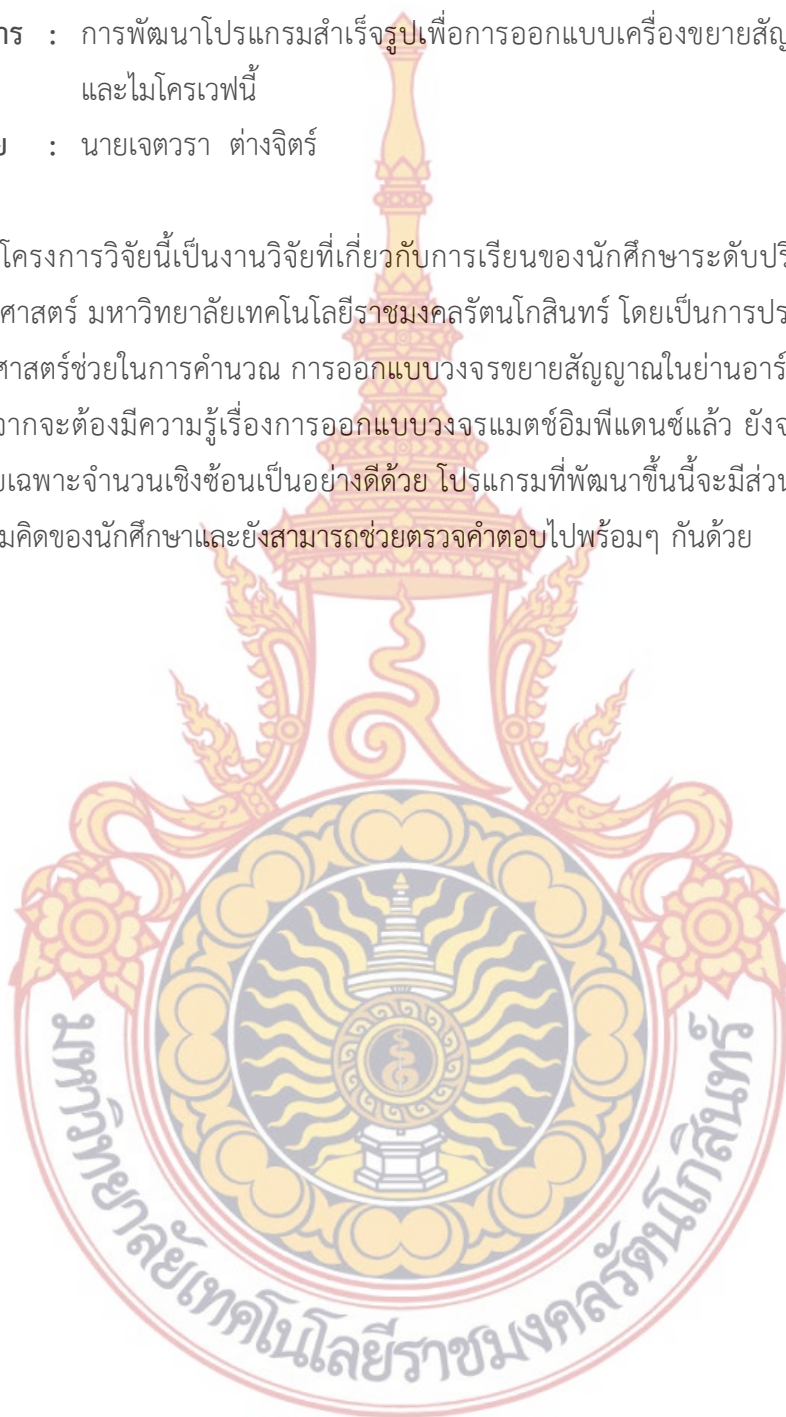 าร : การพัฒนาโปรแกรมสำเร็จรูปเพื่อการออกแบบเครื่องขยายสัญ
และไมโครเวฟนี้
ย : นายเจตวรา ต่างจิตร์
โครงการวิจัยนี้เป็นงานวิจัยที่เกี่ยวกับการเรียนของนักศึกษาระดับปริ
ศาสตร์ มหาวิทยาลัยเทคโนโลยีราชมงคลรัตนโกสินทร์ โดยเป็นการประ
ศาสตร์ช่วยในการคำนวณ การออกแบบวงจรขยายสัญญาณในย่านอาร์
จากจะต้องมีความรู้เรื่องการออกแบบวงจรแมตช์อิมพีแดนซ์แล้ว ยังจ
ยเฉพาะจำนวนเชิงซ้อนเป็นอย่างดีด้วย โปรแกรมที่พัฒนาขึ้นนี้จะมีส่วน
มคิดของนักศึกษาและยังสามารถช่วยตรวจคำตอบไปพร้อมๆ กันด้วย
มหาวิทยาลัยเทคโนโลยีราชมงคลรัตนโกสินทร์